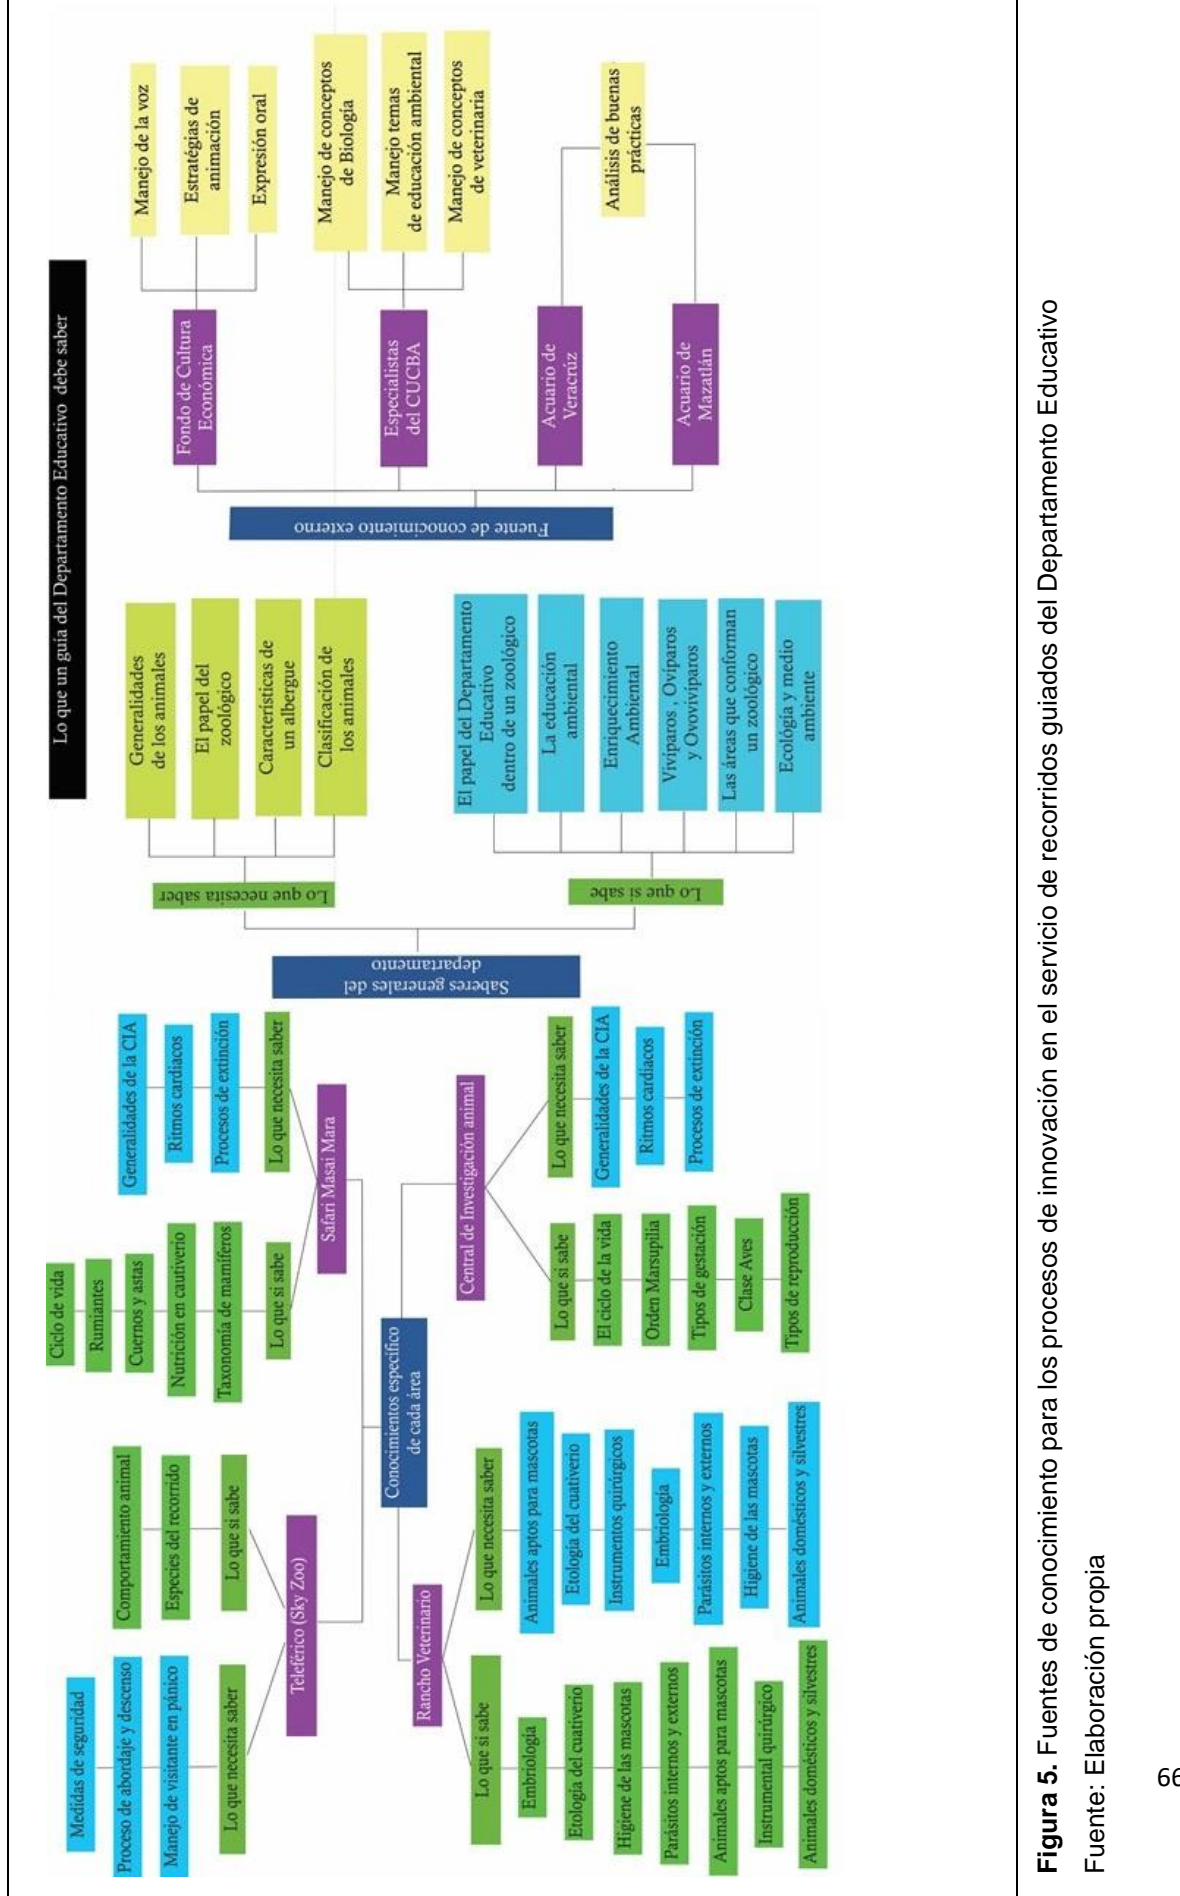 Lo que un guía del Departamento Educativo debe saber
Medidas de seguridad
Proceso de abordaje y descenso
Manejo de visitante en pánico
Lo que necesita saber
Comportamiento animal
Especies del recorrido
Lo que si sabe
Teleférico (Sky Zoo)
Ciclo de vida
Rumiantes
Cuernos y astas
Nutrición en cautiverio
Taxonomía de mamíferos
Lo que si sabe
Generalidades de la CIA
Ritmos cardiacos
Procesos de extinción
Lo que necesita saber
Safari Masai Mara
Conocimientos específico
de cada área
Rancho Veterinario
Lo que si sabe
Embriologia
Etologia del cuativerio
Higiene de las mascotas
Parásitos internos y externos
Animales aptos para mascotas
Instrumental quirúrgico
Animales domésticos y silvestres
Lo que necesita saber
Animales aptos para mascotas
Etología del cuativerio
Instrumentos quirúrgicos
Embriología
Parásitos internos y externos
Higiene de las mascotas
Animales domésticos y silvestres
Central de Investigación animal
Lo que si sabe
El ciclo de la vida
Orden Marsupilia
Tipos de gestación
Clase Aves
Tipos de reproducción
Lo que necesita saber
Generalidades de la CIA
Ritmos cardiacos
Procesos de extinción
Saberes generales del
departamento
Lo que necesita saber
Generalidades
de los animales
El papel del
zoológico
Características de
un albergue
Clasificación de
los animales
Lo que si sabe
El papel del Departamento
Educativo
dentro de un zoológico
La educación
ambiental
Enriquecimiento
Ambiental
Vivíparos , Ovíparos
y Ovovivíparos
Las áreas que conforman
un zoológico
Ecológia y medio
ambiente
Fuente de conocimiento externo
Fondo de Cultura
Económica
Manejo de la voz
Estratégias de
animación
Expresión oral
Especialistas
del CUCBA
Manejo de conceptos
de Biología
Manejo temas
de educación ambiental
Manejo de conceptos
de veterinaria
Acuario de
Veracrúz
Acuario de
Mazatlán
Análisis de buenas
prácticas
Figura 5. Fuentes de conocimiento para los procesos de innovación en el servicio de recorridos guiados del Departamento Educativo
Fuente: Elaboración propia
66